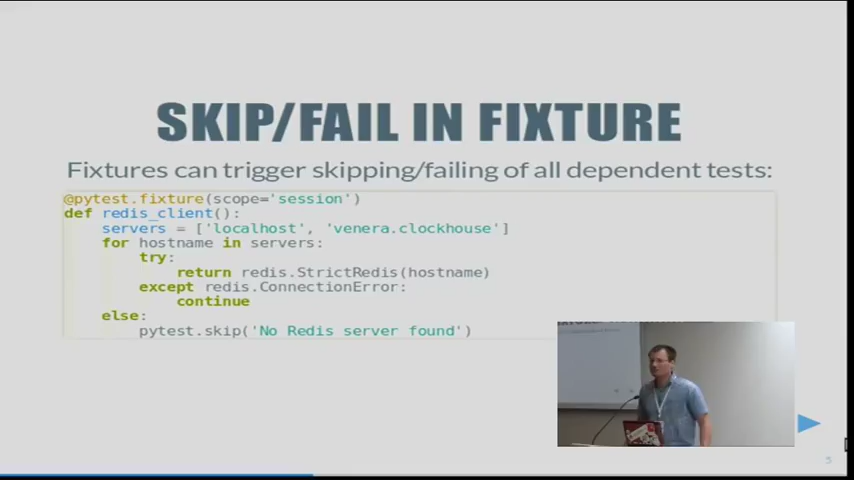 SKIP/FAIL IN FIXTURE
Fixtures can trigger skipping/failing of all dependent tests:
@pytest.fixture(scope='session')
def redis_client():
    servers = ['localhost', 'venera.clockhouse']
    for hostname in servers:
        try:
            return redis.StrictRedis(hostname)
        except redis.ConnectionError:
            continue
    else:
        pytest.skip('No Redis server found')
5